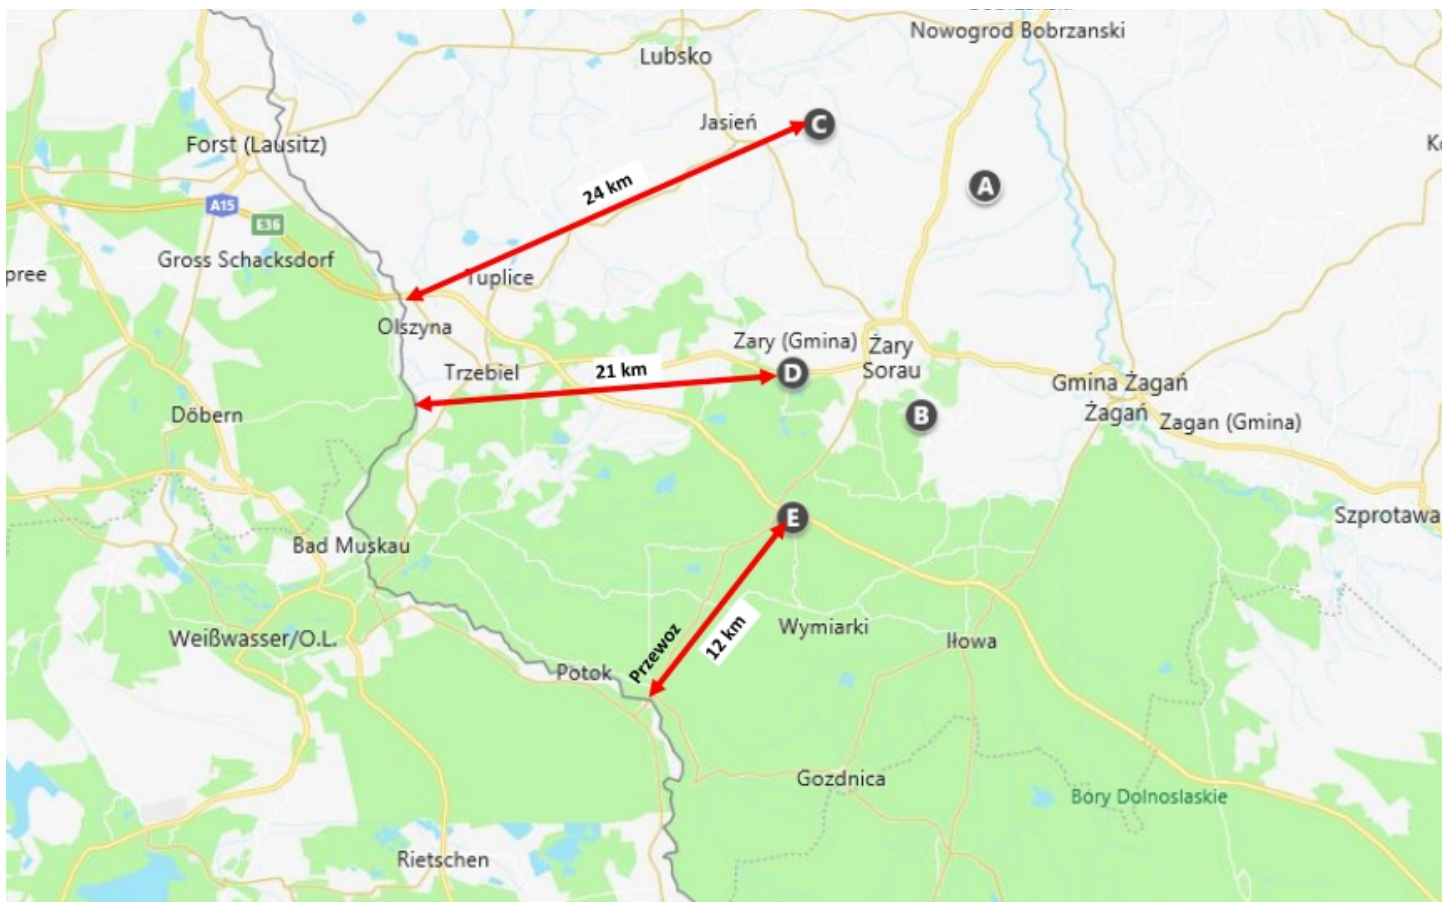 Nowogrod Bobrzanski
Lubsko
Jasień
C
Forst (Lausitz)
24 km
A
A15
E36
Gross Schacksdorf
pree
Tuplice
Olszyna
Zary (Gmina)
Żary
Sorau
Trzebiel
21 km
D
Gmina Żagań
Żagań
Zagan (Gmina)
Döbern
B
E
Szprotawa
Bad Muskau
Weißwasser/O.L.
Przewoz
12 km
Wymiarki
Iłowa
Potok
Gozdnica
Bory Dolnoslaskie
Rietschen